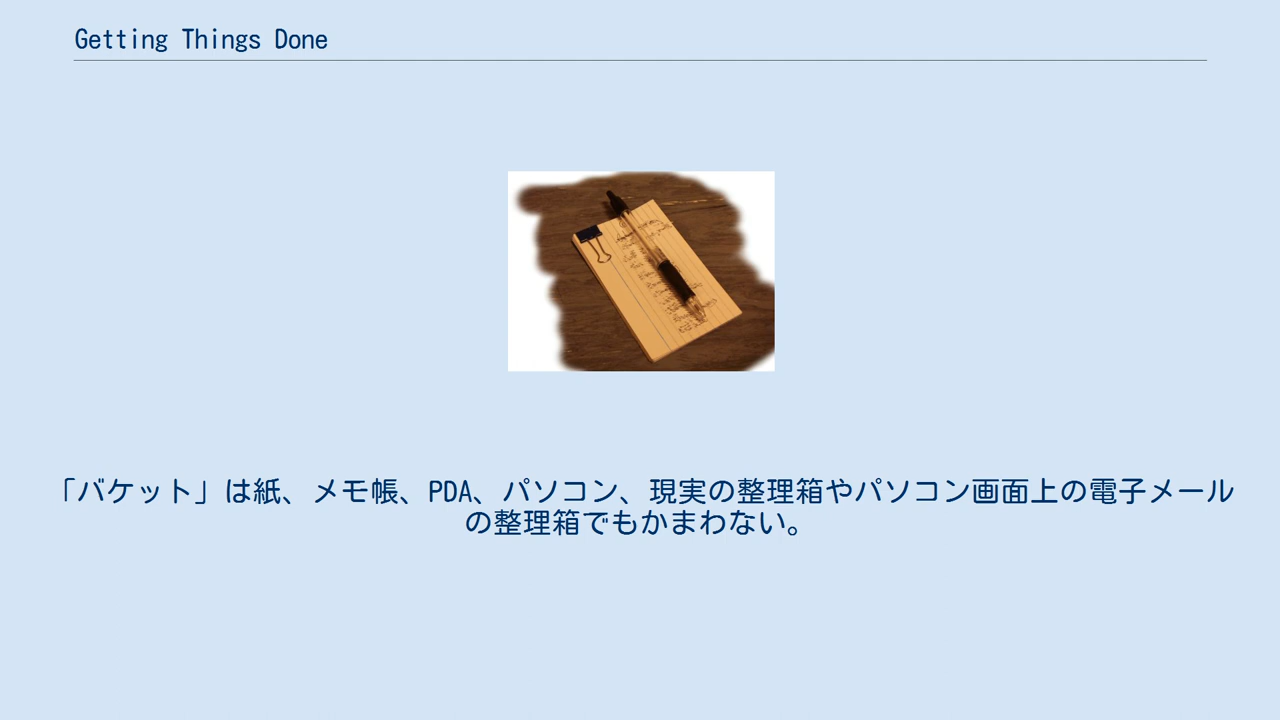 Getting Things Done
「バケット」は紙、メモ帳、PDA、パソコン、現実の整理箱やパソコン画面上の電子メール
の整理箱でもかまわない。